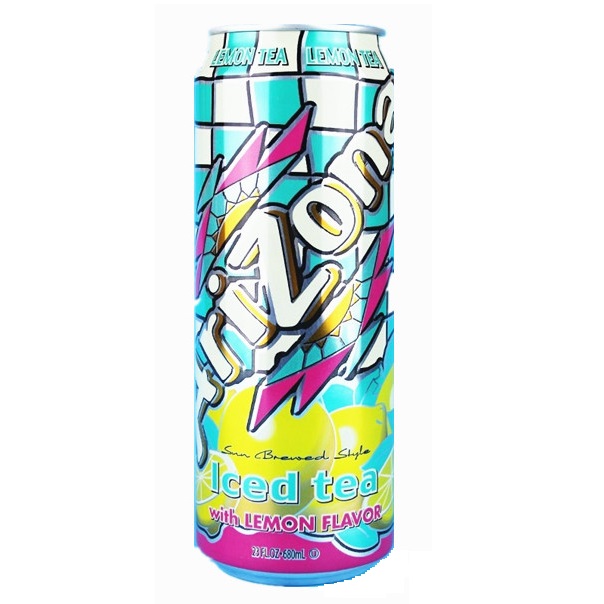 LEMON TEA LEMON TEA
AriZona
Sun Brewed Style
Iced tea
with LEMON FLAVOR
23 FL OZ 680mL